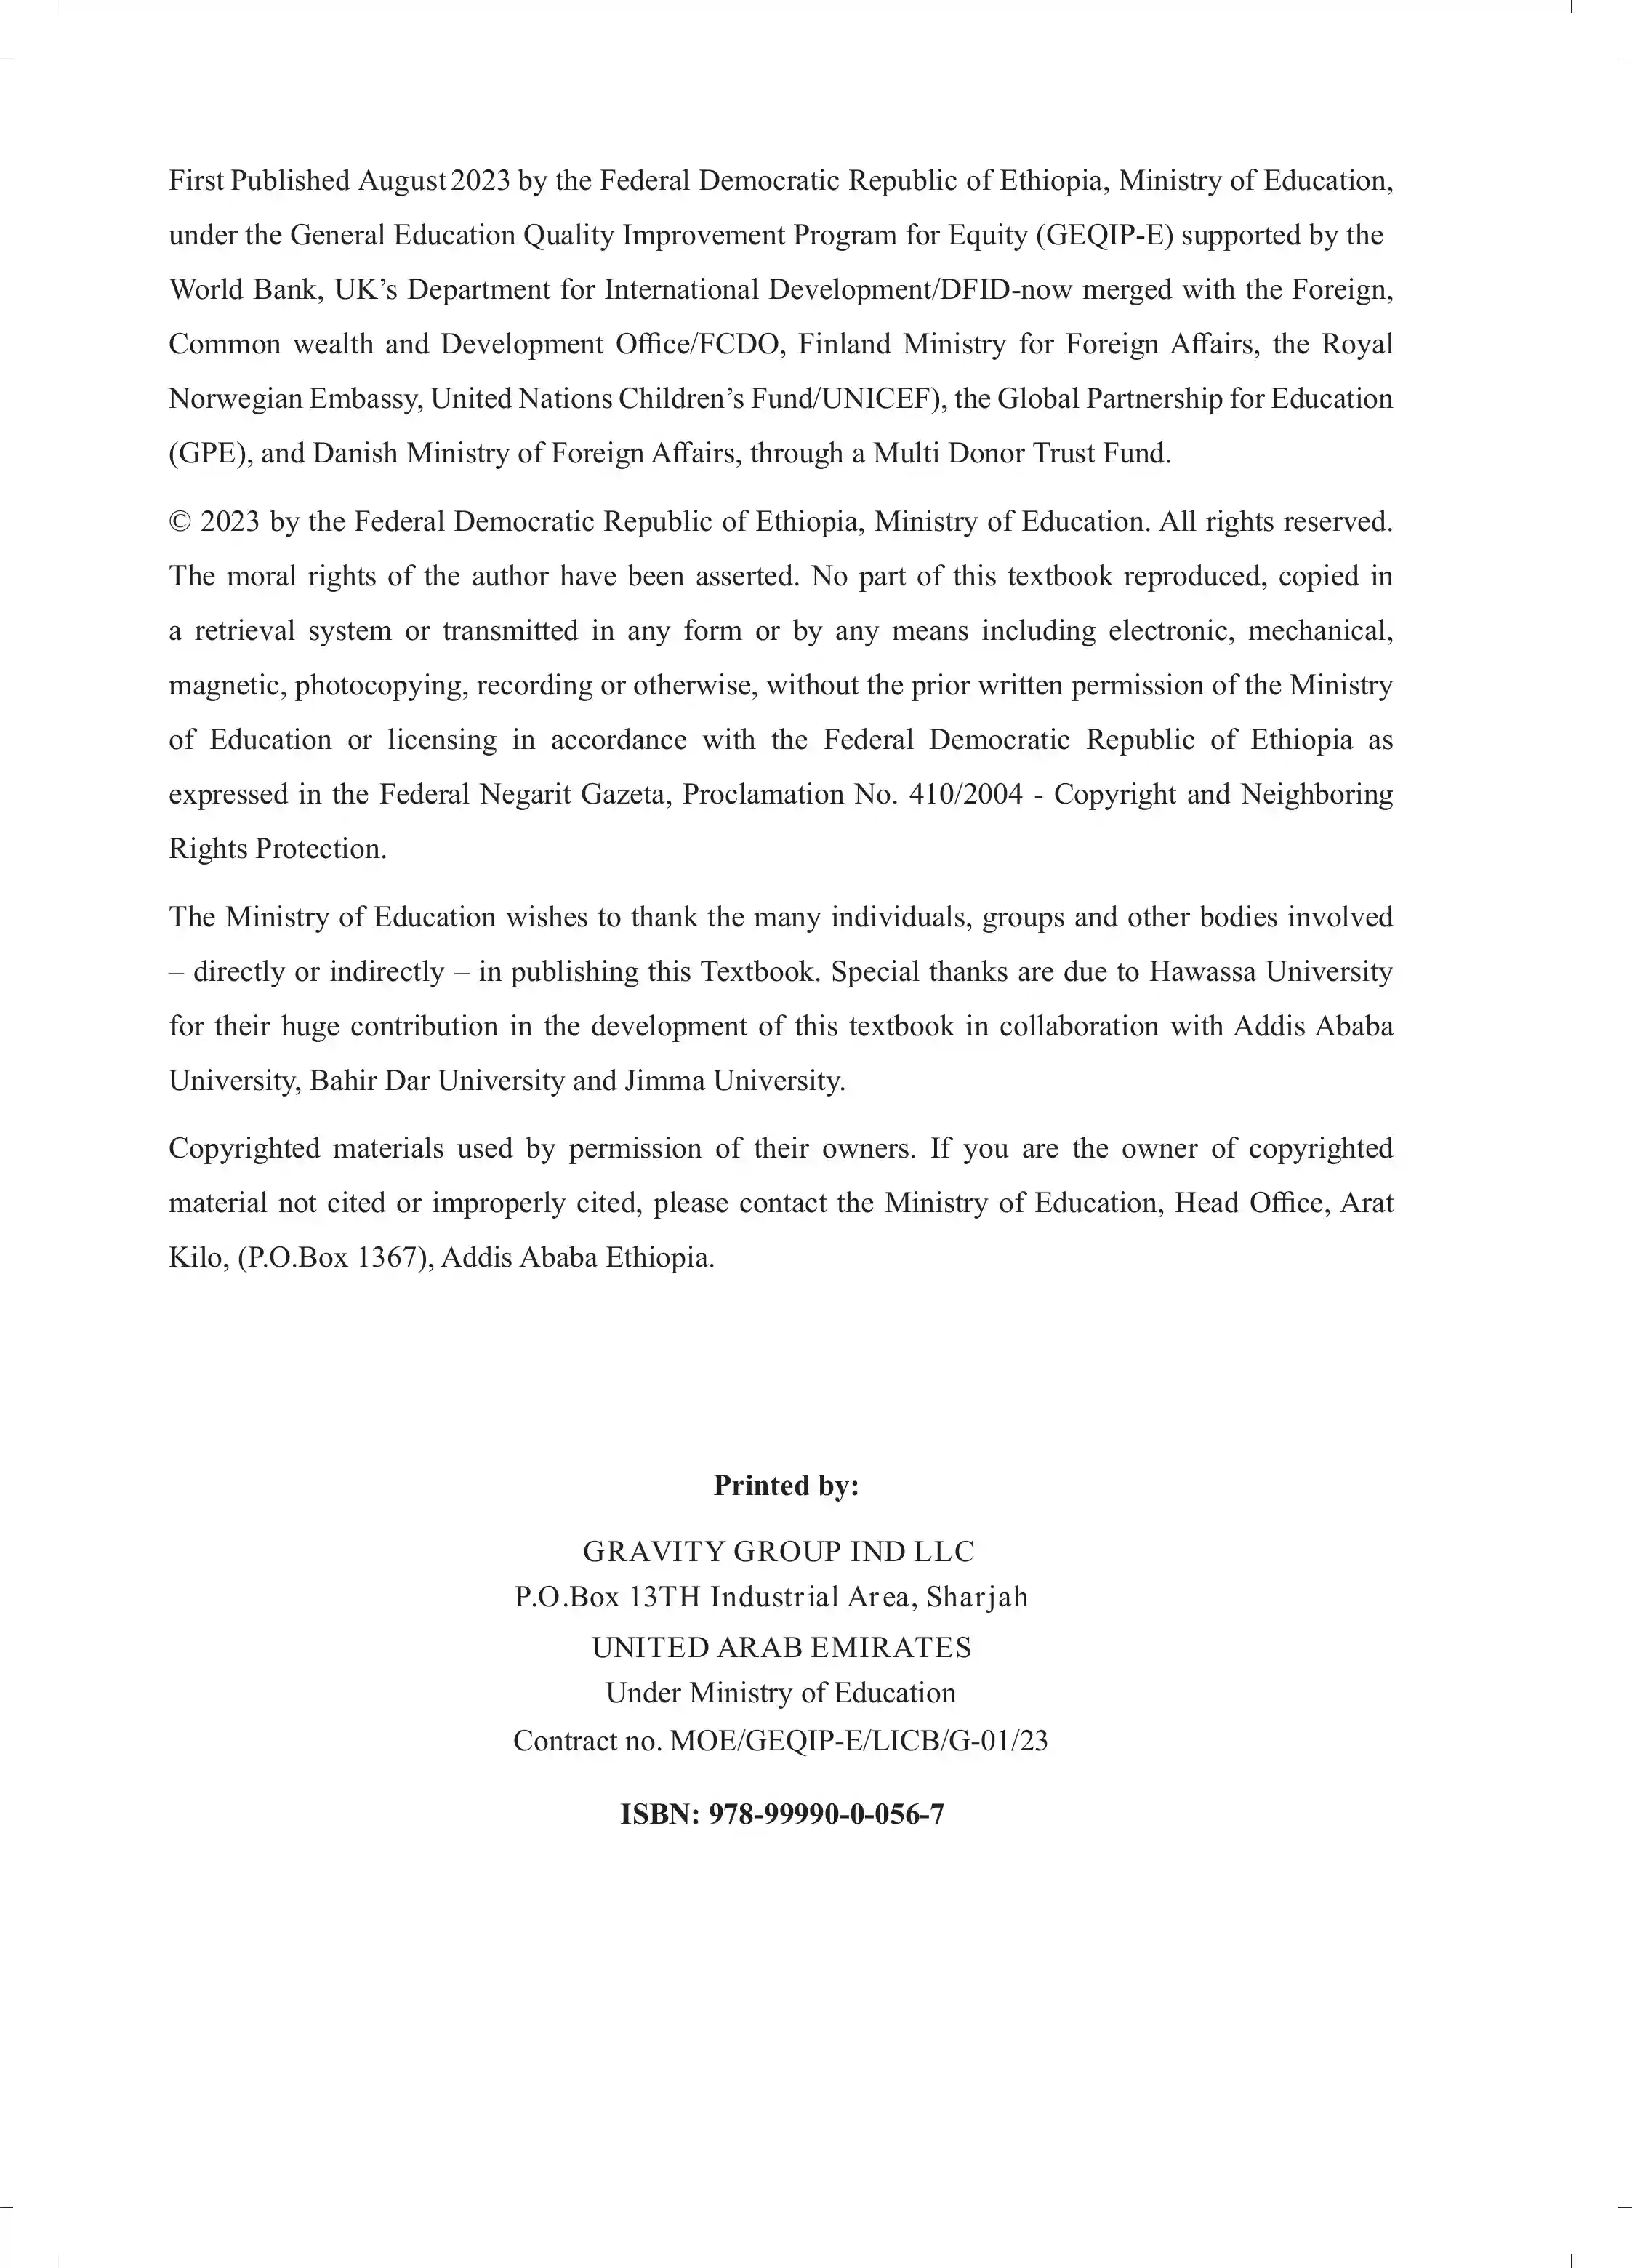 First Published August 2023 by the Federal Democratic Republic of Ethiopia, Ministry of Education,
under the General Education Quality Improvement Program for Equity (GEQIP-E) supported by the
World Bank, UK’s Department for International Development/DFID-now merged with the Foreign,
Common wealth and Development Office/FCDO, Finland Ministry for Foreign Affairs, the Royal
Norwegian Embassy, United Nations Children’s Fund/UNICEF), the Global Partnership for Education
(GPE), and Danish Ministry of Foreign Affairs, through a Multi Donor Trust Fund.
© 2023 by the Federal Democratic Republic of Ethiopia, Ministry of Education. All rights reserved.
The moral rights of the author have been asserted. No part of this textbook reproduced, copied in
a retrieval system or transmitted in any form or by any means including electronic, mechanical,
magnetic, photocopying, recording or otherwise, without the prior written permission of the Ministry
of Education or licensing in accordance with the Federal Democratic Republic of Ethiopia as
expressed in the Federal Negarit Gazeta, Proclamation No. 410/2004 - Copyright and Neighboring
Rights Protection.
The Ministry of Education wishes to thank the many individuals, groups and other bodies involved
– directly or indirectly – in publishing this Textbook. Special thanks are due to Hawassa University
for their huge contribution in the development of this textbook in collaboration with Addis Ababa
University, Bahir Dar University and Jimma University.
Copyrighted materials used by permission of their owners. If you are the owner of copyrighted
material not cited or improperly cited, please contact the Ministry of Education, Head Office, Arat
Kilo, (P.O.Box 1367), Addis Ababa Ethiopia.
Printed by:
GRAVITY GROUP IND LLC
P.O.Box 13TH Industrial Area, Sharjah
UNITED ARAB EMIRATES
Under Ministry of Education
Contract no. MOE/GEQIP-E/LICB/G-01/23
ISBN: 978-99990-0-056-7